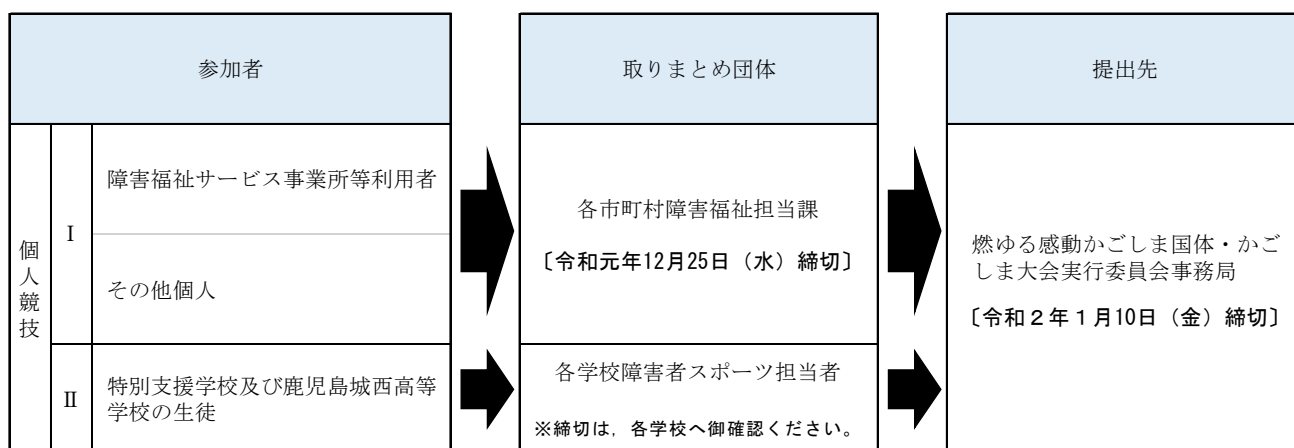 参加者
取りまとめ団体
提出先
個人競技
Ⅰ
障害福祉サービス事業所等利用者
その他個人
各市町村障害福祉担当課
〔令和元年12月25日（水）締切〕
燃ゆる感動かごしま国体・かご
しま大会実行委員会事務局
〔令和２年１月10日（金）締切〕
Ⅱ
特別支援学校及び鹿児島城西高等
学校の生徒
各学校障害者スポーツ担当者
※締切は，各学校へ御確認ください。